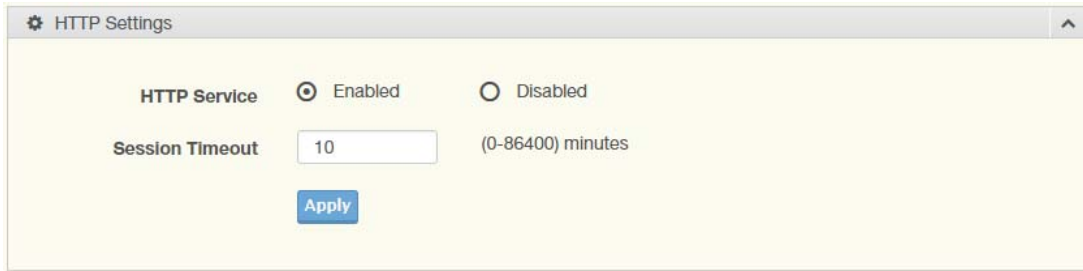 HTTP Settings
HTTP Service Enabled Disabled
Session Timeout 10 (0-86400) minutes
Apply